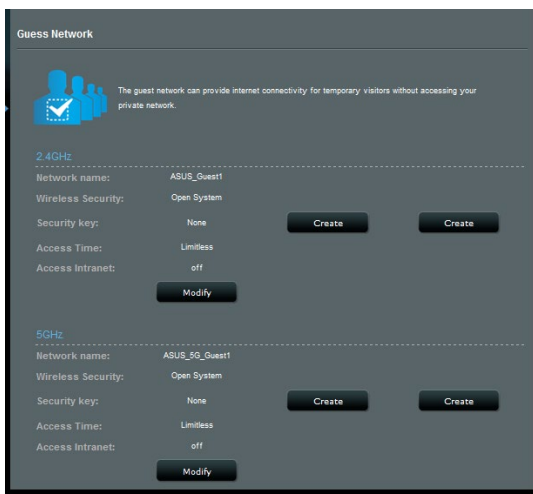 Guess Network
The guest network can provide internet connectivity for temporary visitors without accessing your
private network.
2.4GHz
Network name: ASUS_Guest1
Wireless Security: Open System
Security key: None Create Create
Access Time: Limitless
Access Intranet: off
Modify
5GHz
Network name: ASUS_5G_Guest1
Wireless Security: Open System
Security key: None Create Create
Access Time: Limitless
Access Intranet: off
Modify